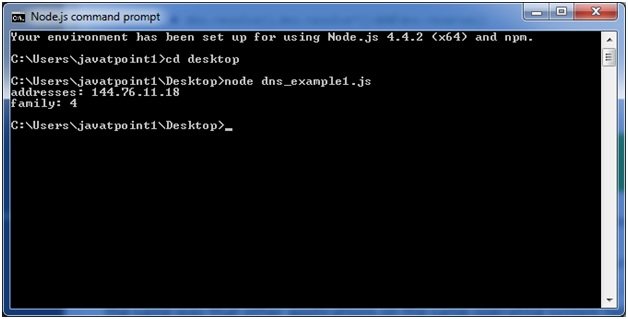 Node.js command prompt
Your environment has been set up for using Node.js 4.4.2 (x64) and npm.
C:\Users\javatpoint1>cd desktop
C:\Users\javatpoint1\Desktop>node dns_example1.js
addresses: 144.76.11.18
family: 4
C:\Users\javatpoint1\Desktop>_